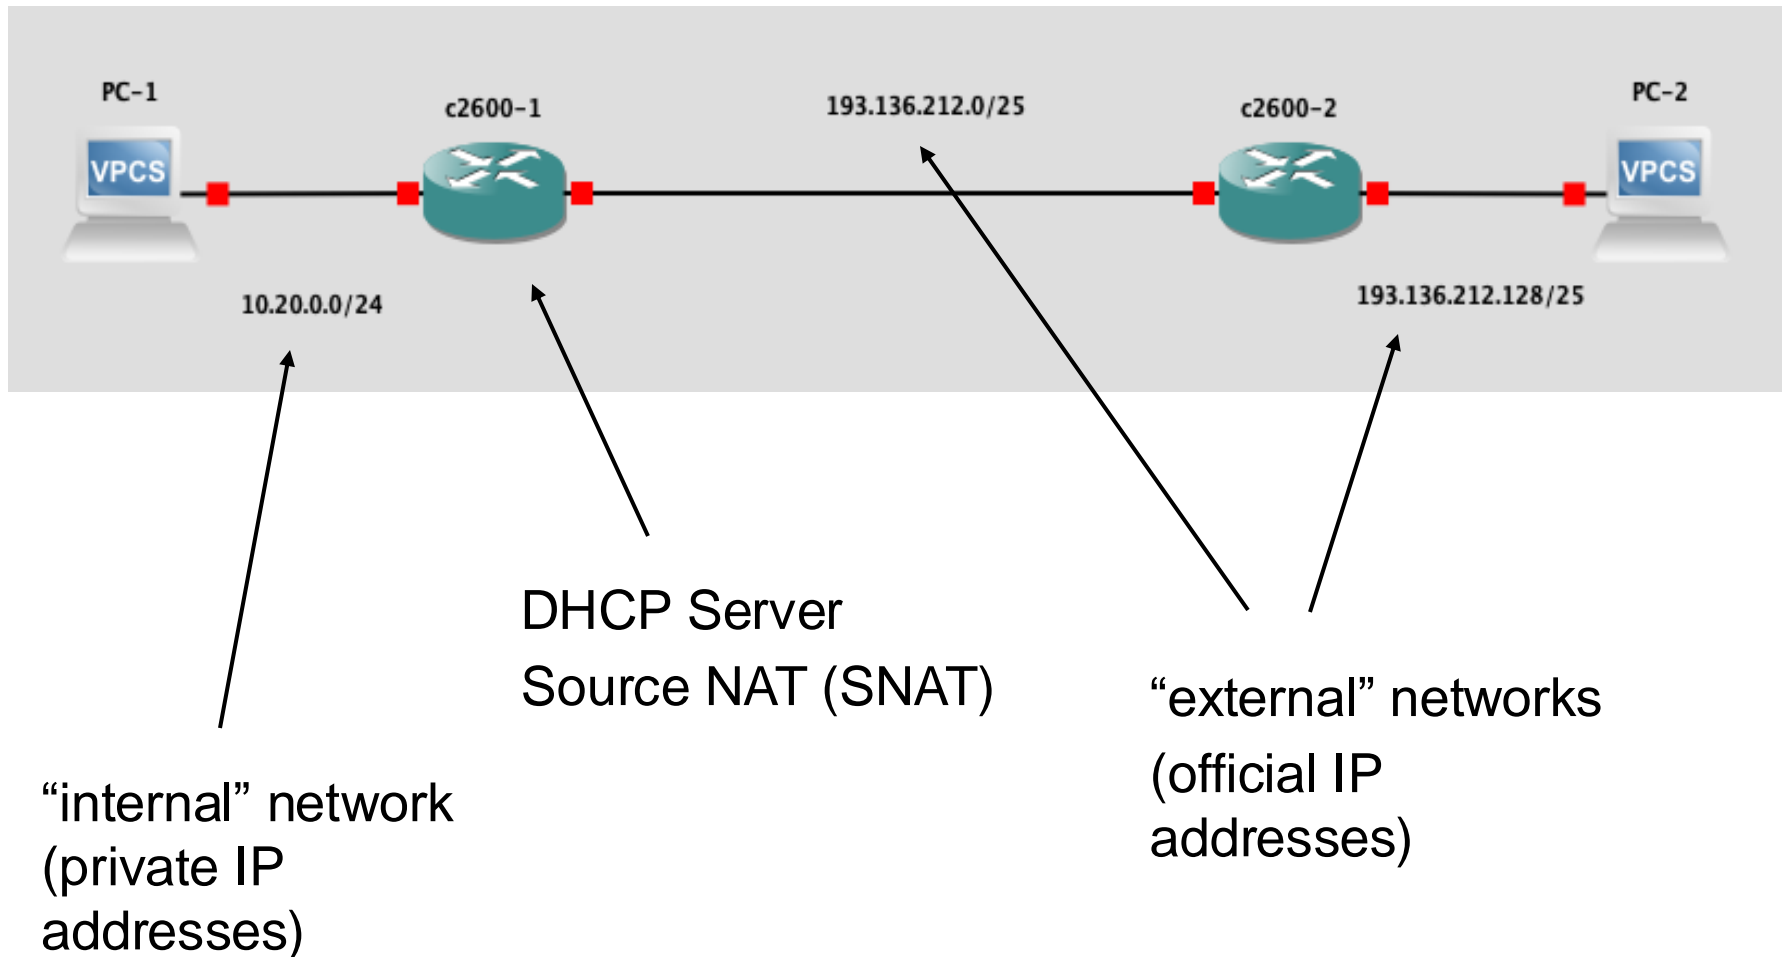 PC-1
c2600-1
193.136.212.0/25
c2600-2
PC-2
VPCS
VPCS
10.20.0.0/24
193.136.212.128/25
DHCP Server
Source NAT (SNAT)
“external” networks
(official IP
addresses)
“internal” network
(private IP
addresses)